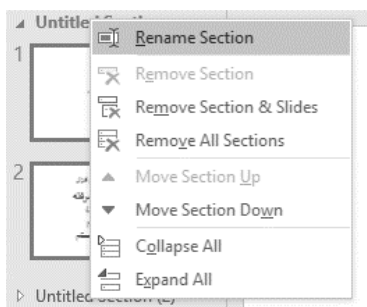 Untitled
Rename Section
1
Remove Section
Remove Section & Slides
Remove All Sections
2
Move Section Up
Move Section Down
Collapse All
Expand All
Untitled Section (2)